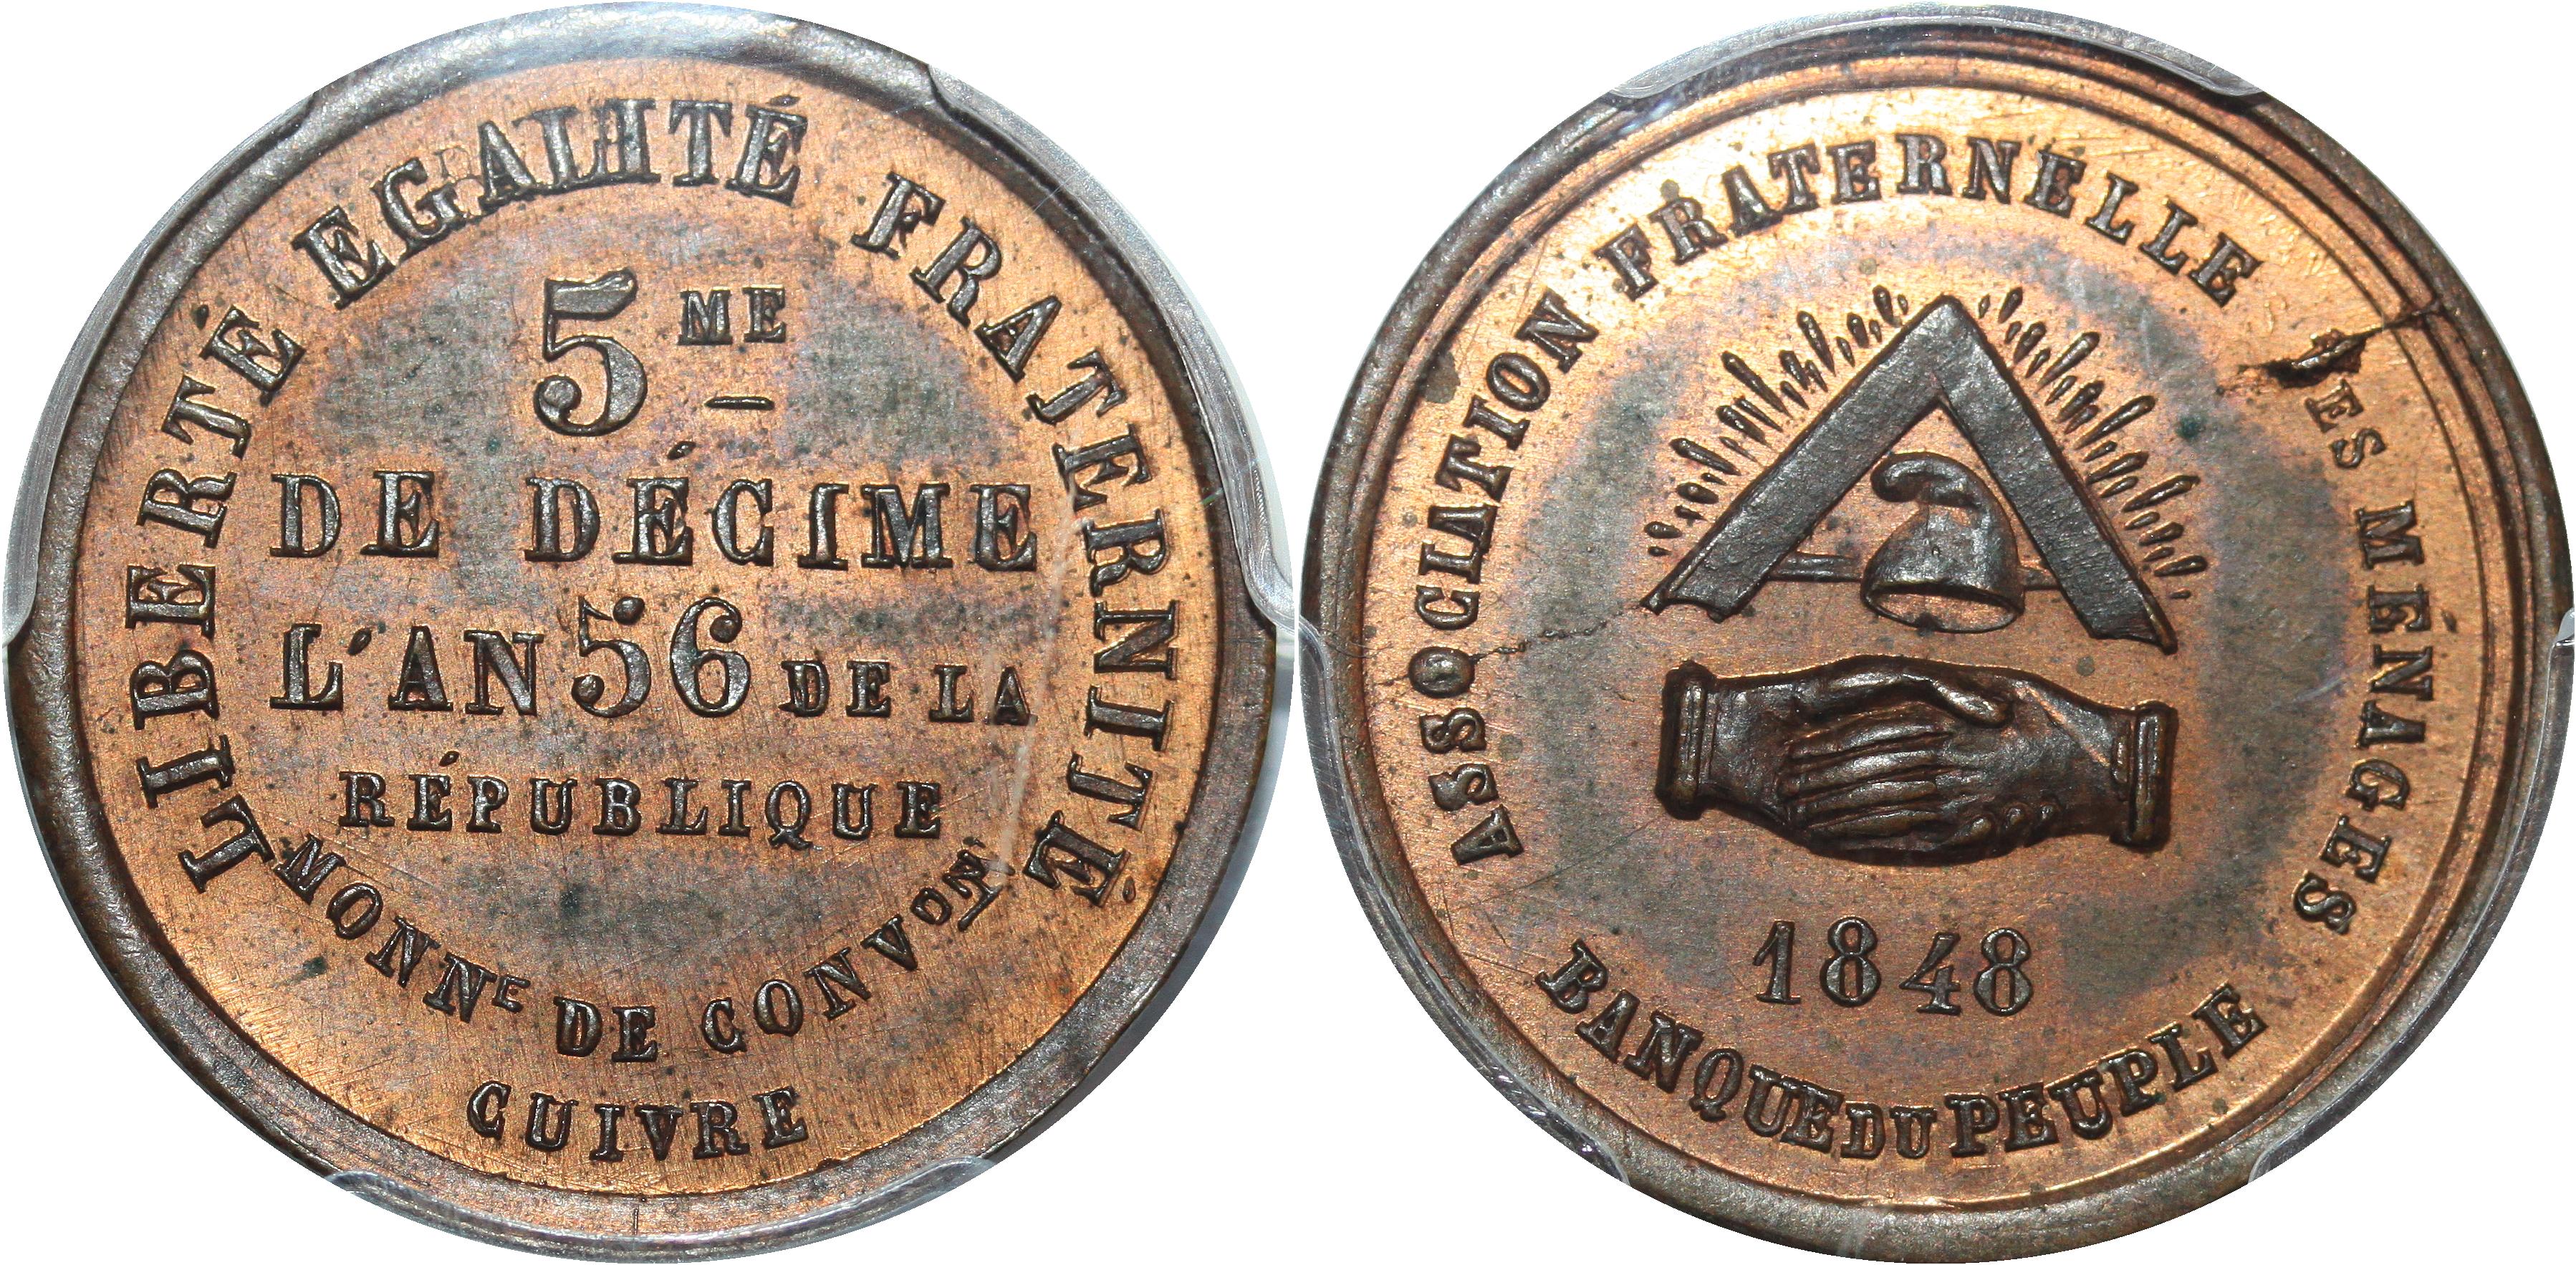 LIBERTÉ EGALITÉ FRATERNITÉ
5ME
DE DÉCIME
L'AN 56 DE LA
RÉPUBLIQUE
MONNE DE CONVON
CUIVRE
ASSOCIATION FRATERNELLE DES MÉNAGES
1848
BANQUE DU PEUPLE